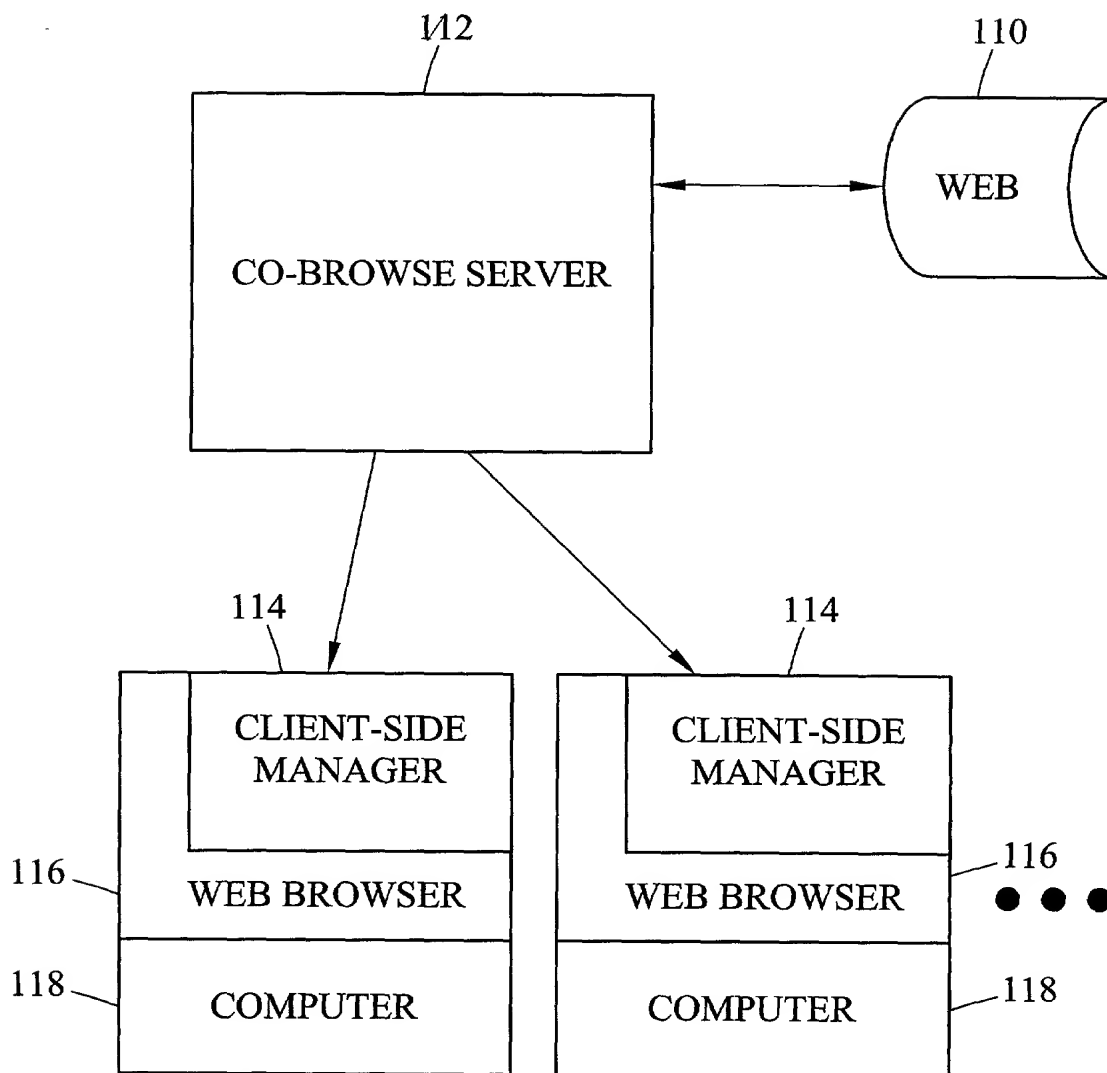 112
110
CO-BROWSE SERVER
WEB
114
114
CLIENT-SIDE
MANAGER
CLIENT-SIDE
MANAGER
116
WEB BROWSER
WEB BROWSER
116
118
COMPUTER
COMPUTER
118